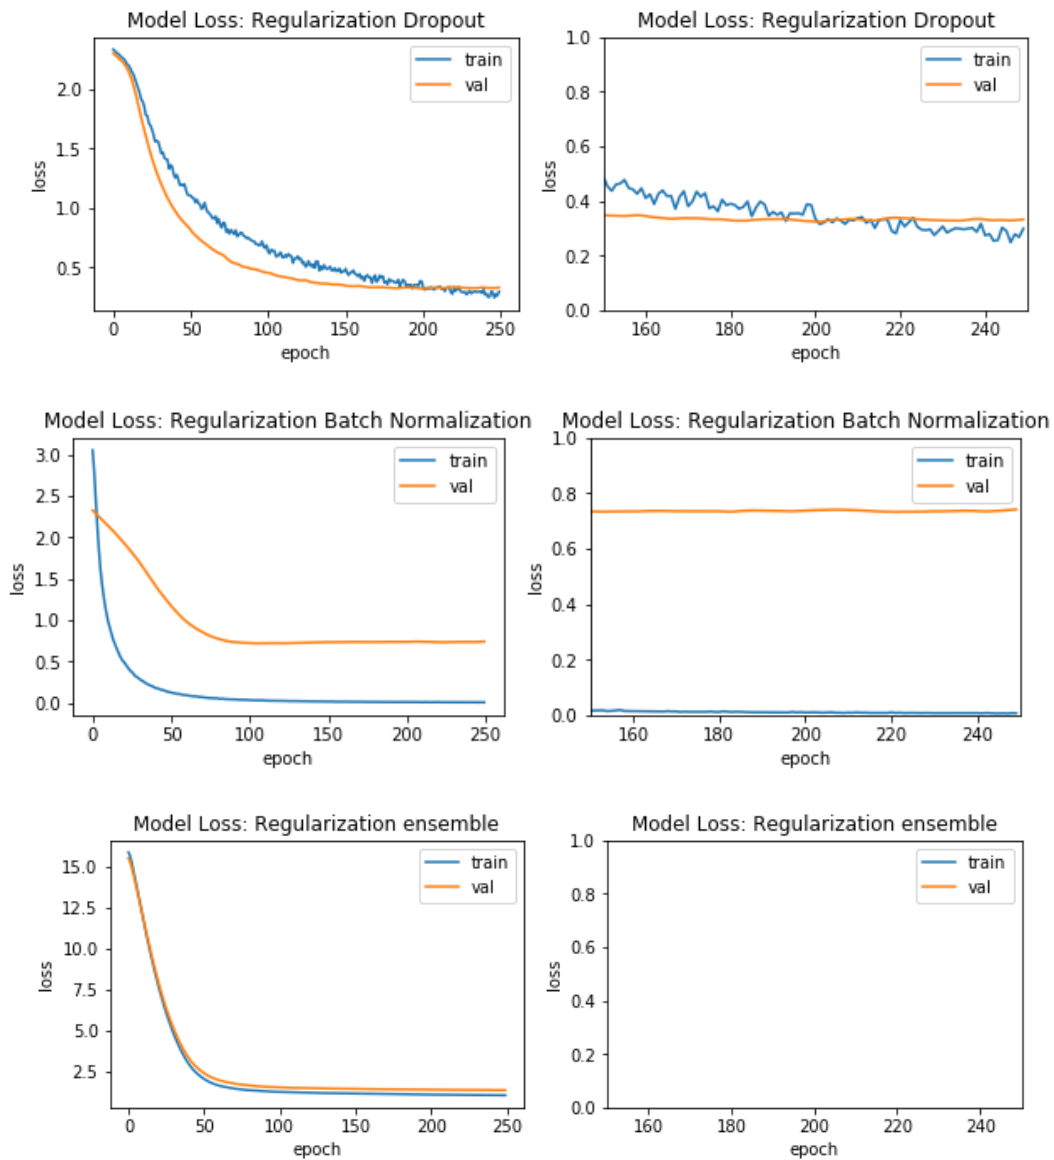 Model Loss: Regularization Dropout
train
val
2.0
1.5
1.0
0.5
loss
0 50 100 150 200 250
epoch
Model Loss: Regularization Dropout
train
val
1.0
0.8
0.6
0.4
0.2
0.0
loss
160 180 200 220 240
epoch
Model Loss: Regularization Batch Normalization
train
val
3.0
2.5
2.0
1.5
1.0
0.5
0.0
loss
0 50 100 150 200 250
epoch
Model Loss: Regularization Batch Normalization
train
val
1.0
0.8
0.6
0.4
0.2
0.0
loss
160 180 200 220 240
epoch
Model Loss: Regularization ensemble
train
val
15.0
12.5
10.0
7.5
5.0
2.5
loss
0 50 100 150 200 250
epoch
Model Loss: Regularization ensemble
train
val
1.0
0.8
0.6
0.4
0.2
0.0
loss
160 180 200 220 240
epoch